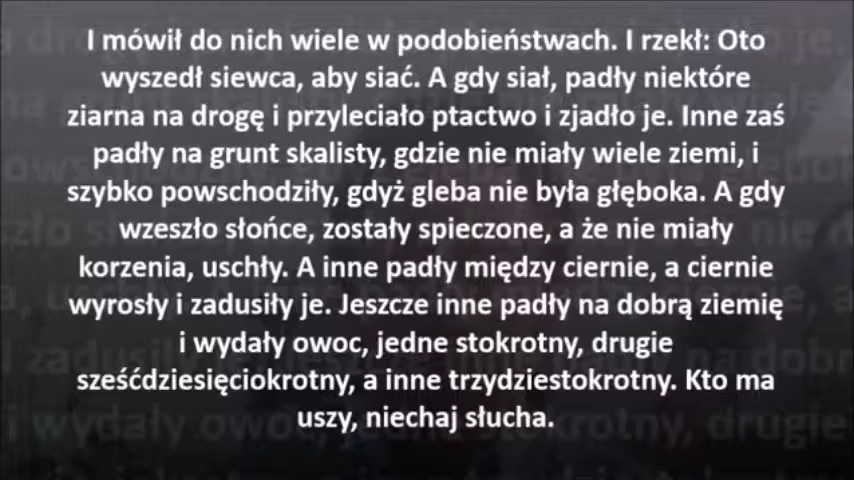 I mówił do nich wiele w podobieństwach. I rzekł: Oto
wyszedł siewca, aby siać. A gdy siał, padły niektóre
ziarna na drogę i przyleciało ptactwo i zjadło je. Inne zaś
padły na grunt skalisty, gdzie nie miały wiele ziemi, i
szybko powschodziły, gdyż gleba nie była głęboka. A gdy
wzeszło słońce, zostały spieczone, a że nie miały
korzenia, uschły. A inne padły między ciernie, a ciernie
wyrosły i zadusiły je. Jeszcze inne padły na dobrą ziemię
i wydały owoc, jedne stokrotny, drugie
sześćdziesięciokrotny, a inne trzydziestokrotny. Kto ma
uszy, niechaj słucha.